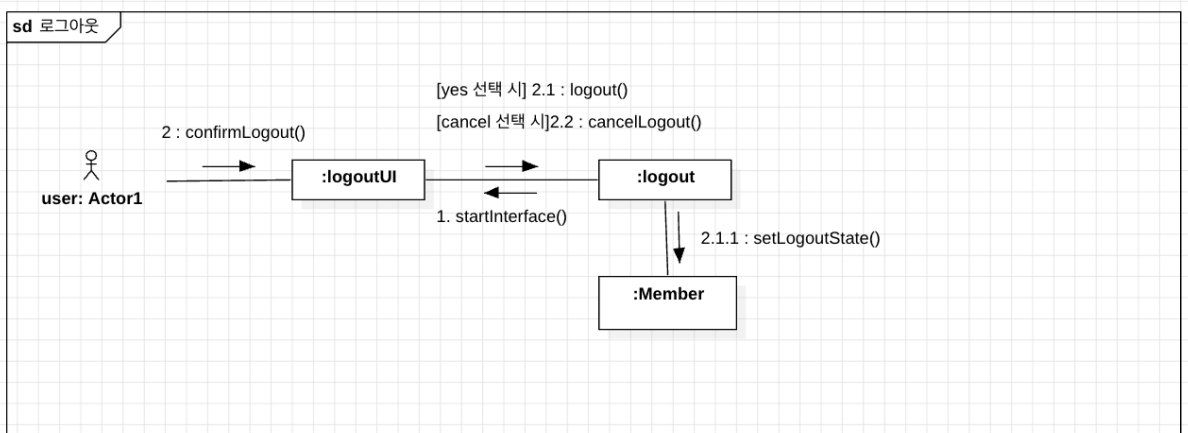 sd 로그아웃
[yes 선택 시] 2.1 : logout()
[cancel 선택 시]2.2 : cancelLogout()
2 : confirmLogout()
:logoutUI
:logout
user: Actor1
1. startInterface()
2.1.1 : setLogoutState()
:Member